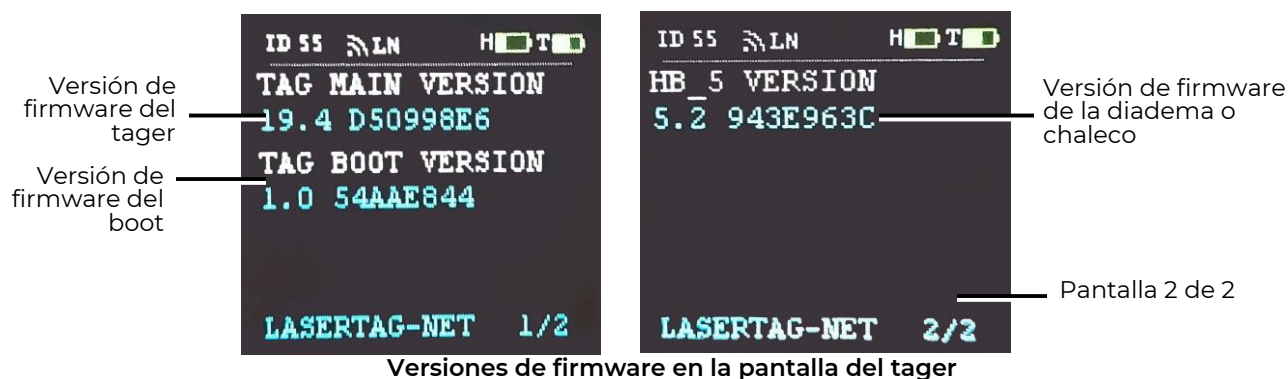 Versión de
firmware del
tager
Versión de
firmware del
boot
ID 55 LN H T
TAG MAIN VERSION
19.4 D50998E6
TAG BOOT VERSION
1.0 54AAE844
LASERTAG-NET 1/2
ID 55 LN H T
HB_5 VERSION
5.2 943E963C
LASERTAG-NET 2/2
Versión de firmware
de la diadema o
chaleco
Pantalla 2 de 2
Versiones de firmware en la pantalla del tager